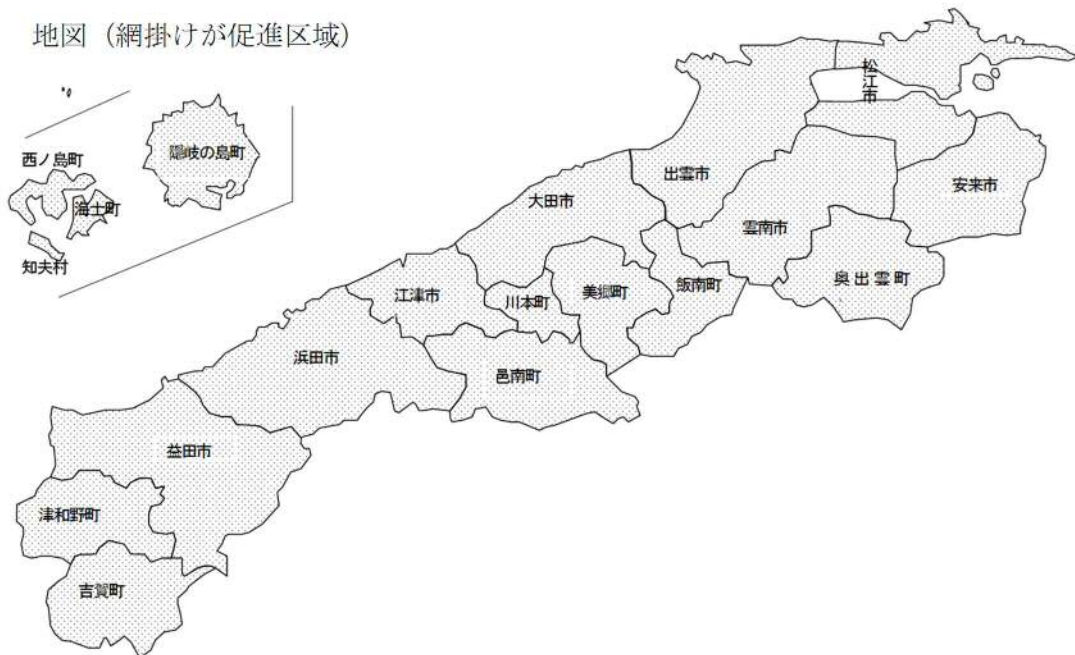 地図（網掛けが促進区域）
松江市
西ノ島町
隠岐の島町
海士町
知夫村
出雲市
安来市
大田市
雲南市
奥出雲町
飯南町
美郷町
川本町
江津市
浜田市
邑南町
益田市
津和野町
吉賀町